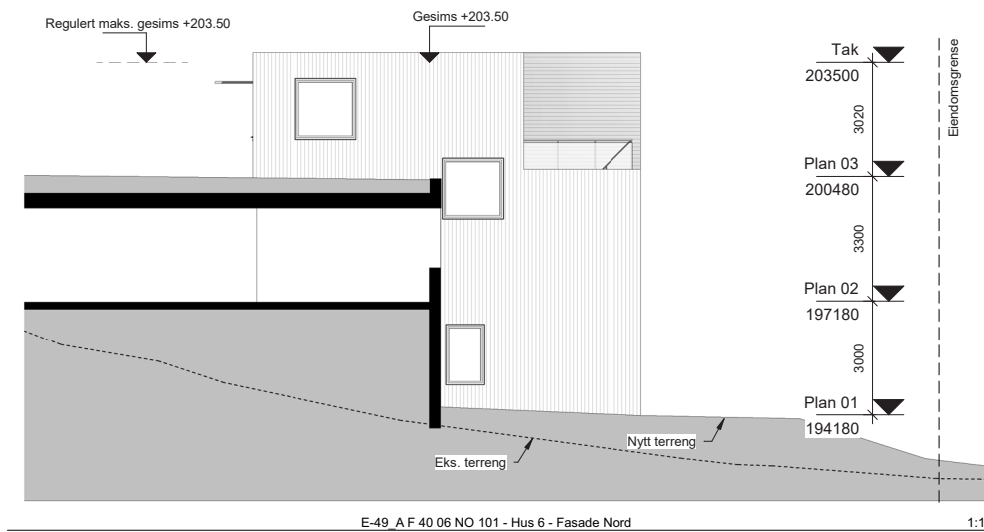 Regulert maks. gesims +203.50
Gesims +203.50
Tak
203500
Eiendomsgrense
3020
Plan 03
200480
3300
Plan 02
197180
3000
Plan 01
194180
Nytt terreng
Eks. terreng
E-49_A F 40 06 NO 101 - Hus 6 - Fasade Nord
1:1